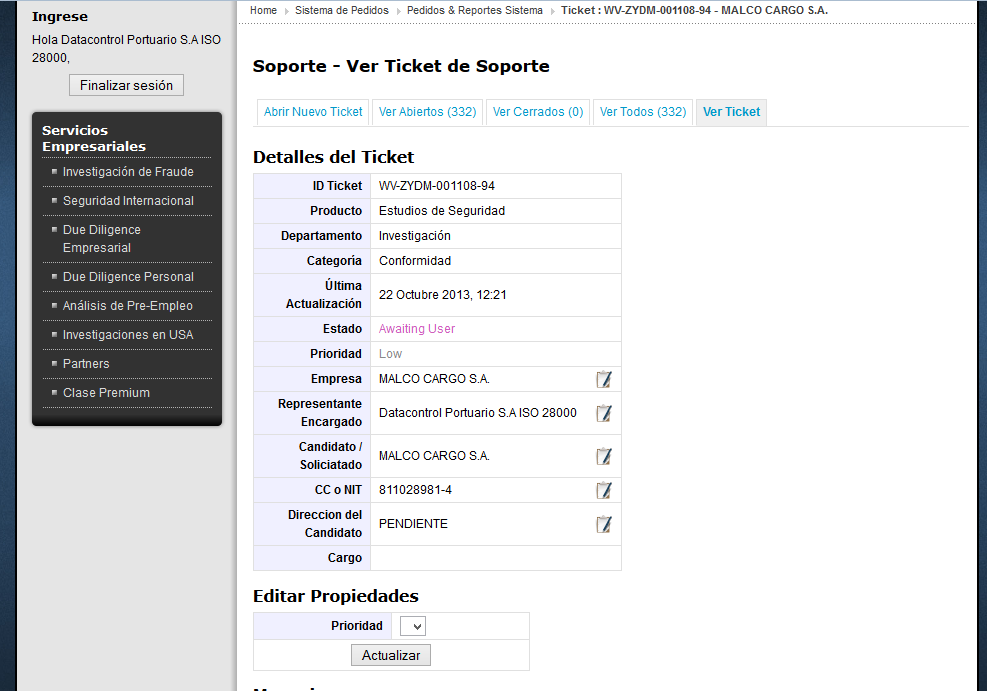 Ingrese
Hola Datacontrol Portuario S.A ISO
28000,
Finalizar sesión
Servicios
Empresariales
Investigación de Fraude
Seguridad Internacional
Due Diligence
Empresarial
Due Diligence Personal
Análisis de Pre-Empleo
Investigaciones en USA
Partners
Clase Premium
Home Sistema de Pedidos Pedidos & Reportes Sistema Ticket : WV-ZYDM-001108-94 - MALCO CARGO S.A.
Soporte - Ver Ticket de Soporte
Abrir Nuevo Ticket Ver Abiertos (332) Ver Cerrados (0) Ver Todos (332) Ver Ticket
Detalles del Ticket
ID Ticket WV-ZYDM-001108-94
Producto Estudios de Seguridad
Departamento Investigación
Categoría Conformidad
Última
Actualización 22 Octubre 2013, 12:21
Estado Awaiting User
Prioridad Low
Empresa MALCO CARGO S.A.
Representante
Encargado Datacontrol Portuario S.A ISO 28000
Candidato /
Soliciatado MALCO CARGO S.A.
CC o NIT 811028981-4
Direccion del
Candidato PENDIENTE
Cargo
Editar Propiedades
Prioridad
Actualizar